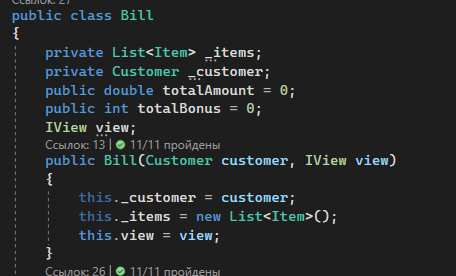 Ссылок: 27
public class Bill
{
private List<Item> _items;
private Customer _customer;
public double totalAmount = 0;
public int totalBonus = 0;
IView view;
Ссылок: 13 | 11/11 пройдены
public Bill(Customer customer, IView view)
{
this._customer = customer;
this._items = new List<Item>();
this.view = view;
}
Ссылок: 26 | 11/11 пройдены